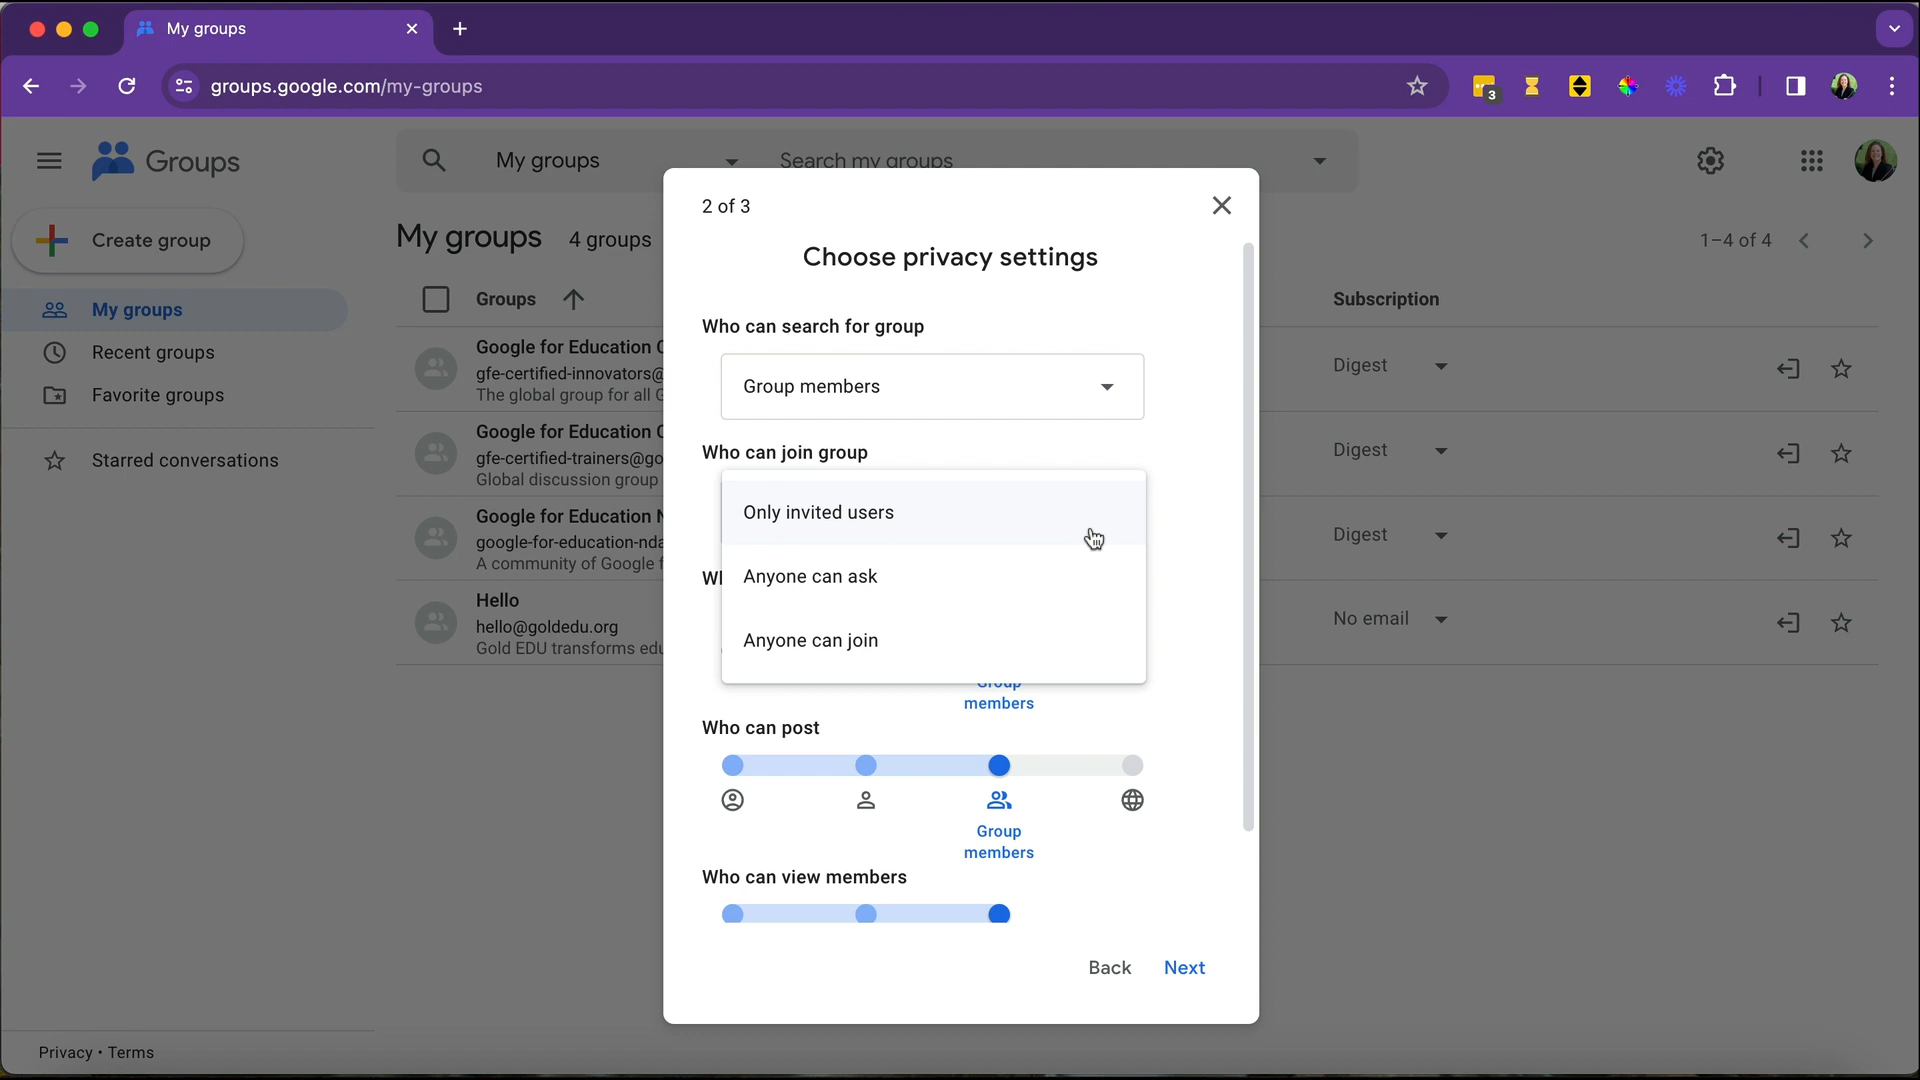 My groups
groups.google.com/my-groups
3
Groups
My groups
Search my groups
Create group
My groups
Recent groups
Favorite groups
Starred conversations
Privacy • Terms
My groups 4 groups
1–4 of 4
Groups
Subscription
Google for Education C
gfe-certified-innovators@
The global group for all G
Digest
Google for Education C
gfe-certified-trainers@go
Global discussion group
Digest
Google for Education N
google-for-education-nda
A community of Google f
Digest
Hello
hello@goldedu.org
Gold EDU transforms edu
No email
2 of 3
Choose privacy settings
Who can search for group
Group members
Who can join group
Only invited users
Anyone can ask
Anyone can join
Group
members
Who can post
Group
members
Who can view members
Back Next